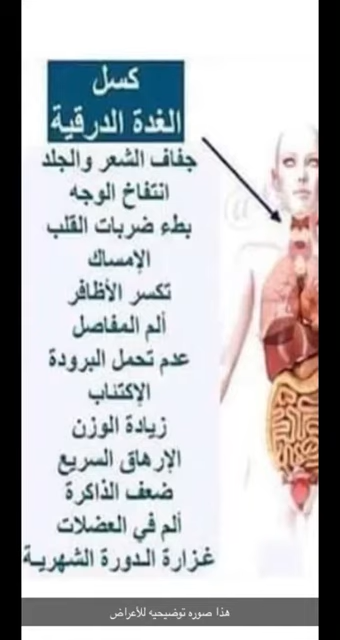 كسل
الغدة الدرقية
جفاف الشعر والجلد
انتفاخ الوجه
بطء ضربات القلب
الإمساك
تكسر الأظافر
ألم المفاصل
عدم تحمل البرودة
الإكتئاب
زيادة الوزن
الإرهاق السريع
ضعف الذاكرة
ألم في العضلات
غزارة الدورة الشهرية
هذا صوره توضيحيه للأعراض